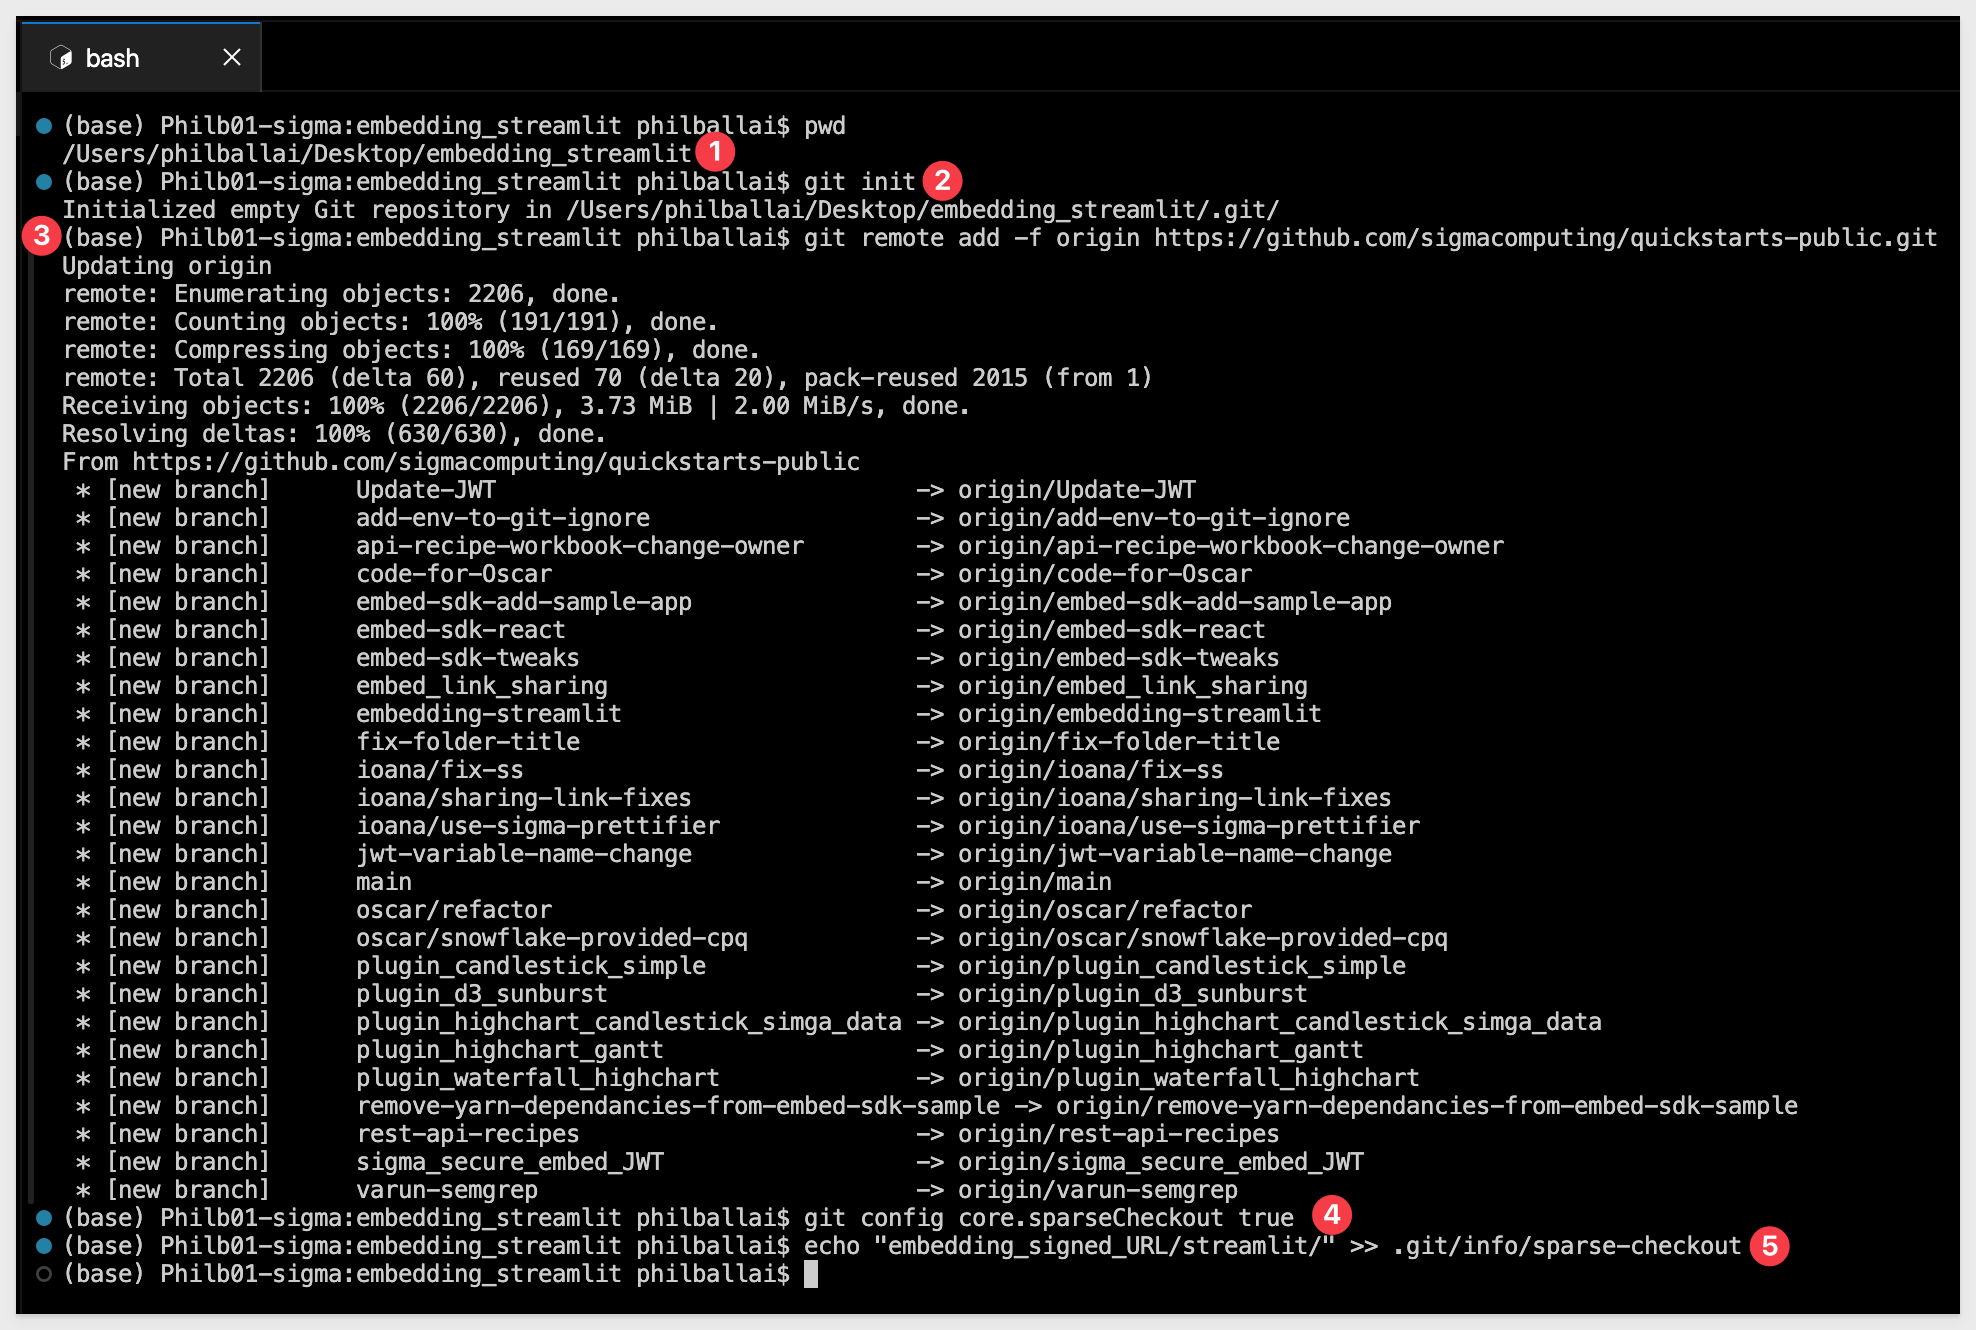 bash
(base) Philb01-sigma:embedding_streamlit philballai$ pwd
/Users/philballai/Desktop/embedding_streamlit 1
(base) Philb01-sigma:embedding_streamlit philballai$ git init 2
Initialized empty Git repository in /Users/philballai/Desktop/embedding_streamlit/.git/
3 (base) Philb01-sigma:embedding_streamlit philballai$ git remote add -f origin https://github.com/sigmacomputing/quickstarts-public.git
Updating origin
remote: Enumerating objects: 2206, done.
remote: Counting objects: 100% (191/191), done.
remote: Compressing objects: 100% (169/169), done.
remote: Total 2206 (delta 60), reused 70 (delta 20), pack-reused 2015 (from 1)
Receiving objects: 100% (2206/2206), 3.73 MiB | 2.00 MiB/s, done.
Resolving deltas: 100% (630/630), done.
From https://github.com/sigmacomputing/quickstarts-public
* [new branch] Update-JWT -> origin/Update-JWT
* [new branch] add-env-to-git-ignore -> origin/add-env-to-git-ignore
* [new branch] api-recipe-workbook-change-owner -> origin/api-recipe-workbook-change-owner
* [new branch] code-for-Oscar -> origin/code-for-Oscar
* [new branch] embed-sdk-add-sample-app -> origin/embed-sdk-add-sample-app
* [new branch] embed-sdk-react -> origin/embed-sdk-react
* [new branch] embed-sdk-tweaks -> origin/embed-sdk-tweaks
* [new branch] embed_link_sharing -> origin/embed_link_sharing
* [new branch] embedding-streamlit -> origin/embedding-streamlit
* [new branch] fix-folder-title -> origin/fix-folder-title
* [new branch] ioana/fix-ss -> origin/ioana/fix-ss
* [new branch] ioana/sharing-link-fixes -> origin/ioana/sharing-link-fixes
* [new branch] ioana/use-sigma-prettifier -> origin/ioana/use-sigma-prettifier
* [new branch] jwt-variable-name-change -> origin/jwt-variable-name-change
* [new branch] main -> origin/main
* [new branch] oscar/refactor -> origin/oscar/refactor
* [new branch] oscar/snowflake-provided-cpq -> origin/oscar/snowflake-provided-cpq
* [new branch] plugin_candlestick_simple -> origin/plugin_candlestick_simple
* [new branch] plugin_d3_sunburst -> origin/plugin_d3_sunburst
* [new branch] plugin_highchart_candlestick_simga_data -> origin/plugin_highchart_candlestick_simga_data
* [new branch] plugin_highchart_gantt -> origin/plugin_highchart_gantt
* [new branch] plugin_waterfall_highchart -> origin/plugin_waterfall_highchart
* [new branch] remove-yarn-dependancies-from-embed-sdk-sample -> origin/remove-yarn-dependancies-from-embed-sdk-sample
* [new branch] rest-api-recipes -> origin/rest-api-recipes
* [new branch] sigma_secure_embed_JWT -> origin/sigma_secure_embed_JWT
* [new branch] varun-semgrep -> origin/varun-semgrep
(base) Philb01-sigma:embedding_streamlit philballai$ git config core.sparseCheckout true 4
(base) Philb01-sigma:embedding_streamlit philballai$ echo "embedding_signed_URL/streamlit/" >> .git/info/sparse-checkout 5
(base) Philb01-sigma:embedding_streamlit philballai$